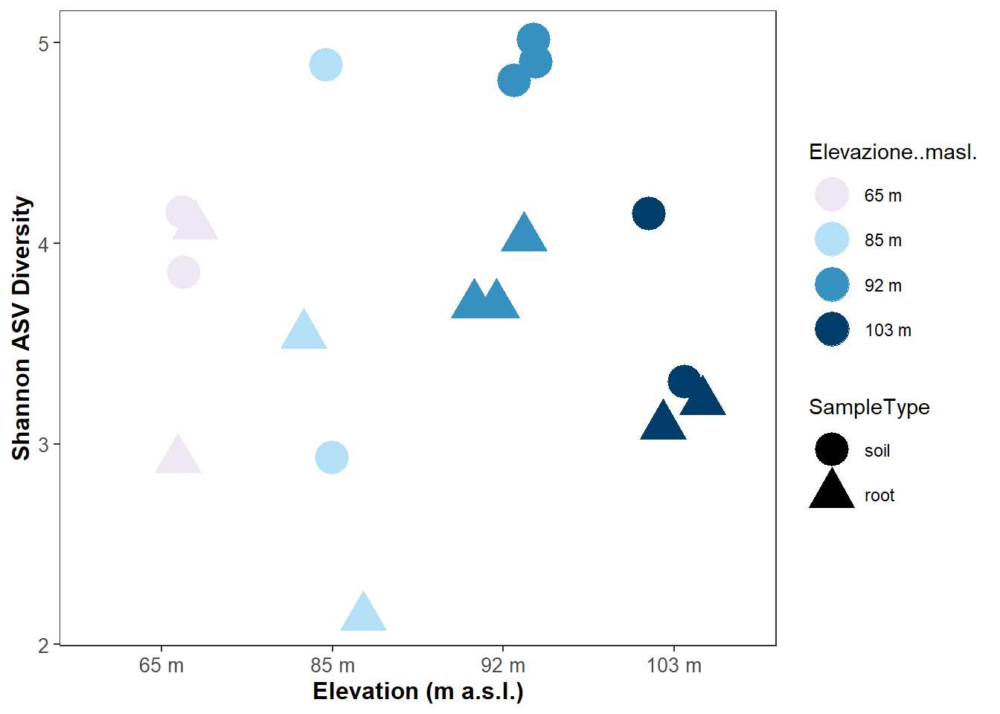 5
4
3
2
Shannon ASV Diversity
65 m
85 m
92 m
103 m
Elevation (m a.s.l.)
Elevazione..masl.
65 m
85 m
92 m
103 m
SampleType
soil
root